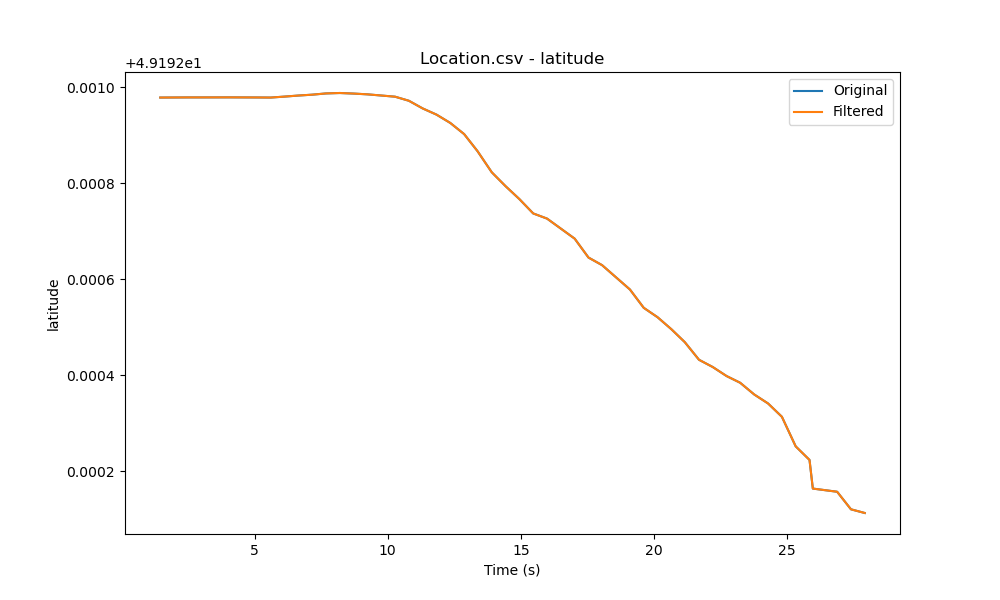 Location.csv - latitude
+4.9192e1
Original
Filtered
0.0010
0.0008
0.0006
0.0004
0.0002
latitude
5 10 15 20 25
Time (s)